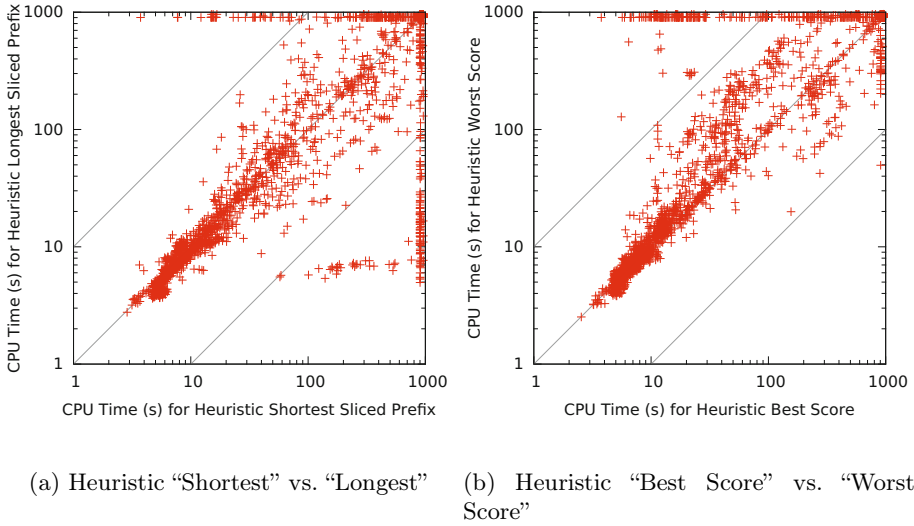 1000
100
10
1
1
10
100
1000
CPU Time (s) for Heuristic Longest Sliced Prefix
CPU Time (s) for Heuristic Shortest Sliced Prefix
1000
100
10
1
1
10
100
1000
CPU Time (s) for Heuristic Worst Score
CPU Time (s) for Heuristic Best Score
(a) Heuristic “Shortest” vs. “Longest”
(b) Heuristic “Best Score” vs. “Worst
Score”